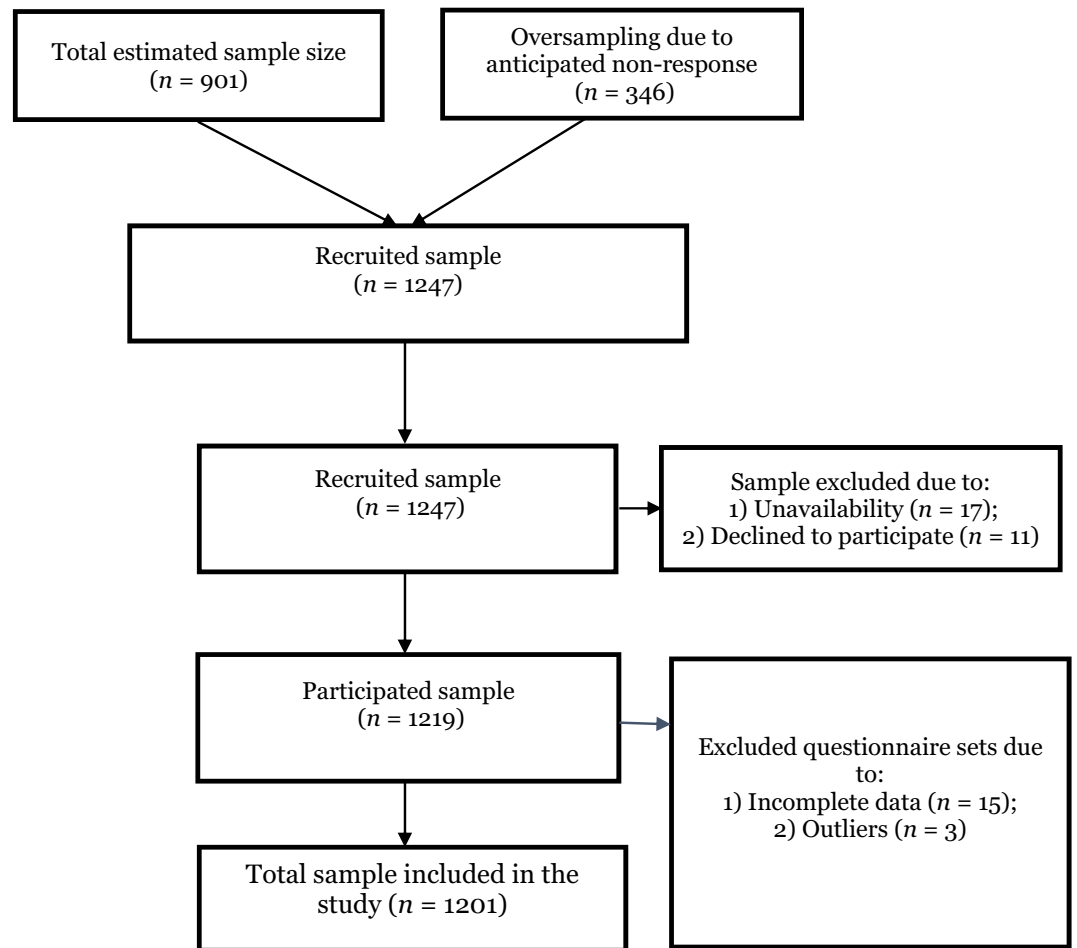 Total estimated sample size
(n = 901)
Oversampling due to
anticipated non-response
(n = 346)
Recruited sample
(n = 1247)
Recruited sample
(n = 1247)
Sample excluded due to:
1) Unavailability (n = 17);
2) Declined to participate (n = 11)
Participated sample
(n = 1219)
Excluded questionnaire sets due
to:
1) Incomplete data (n = 15);
2) Outliers (n = 3)
Total sample included in the
study (n = 1201)